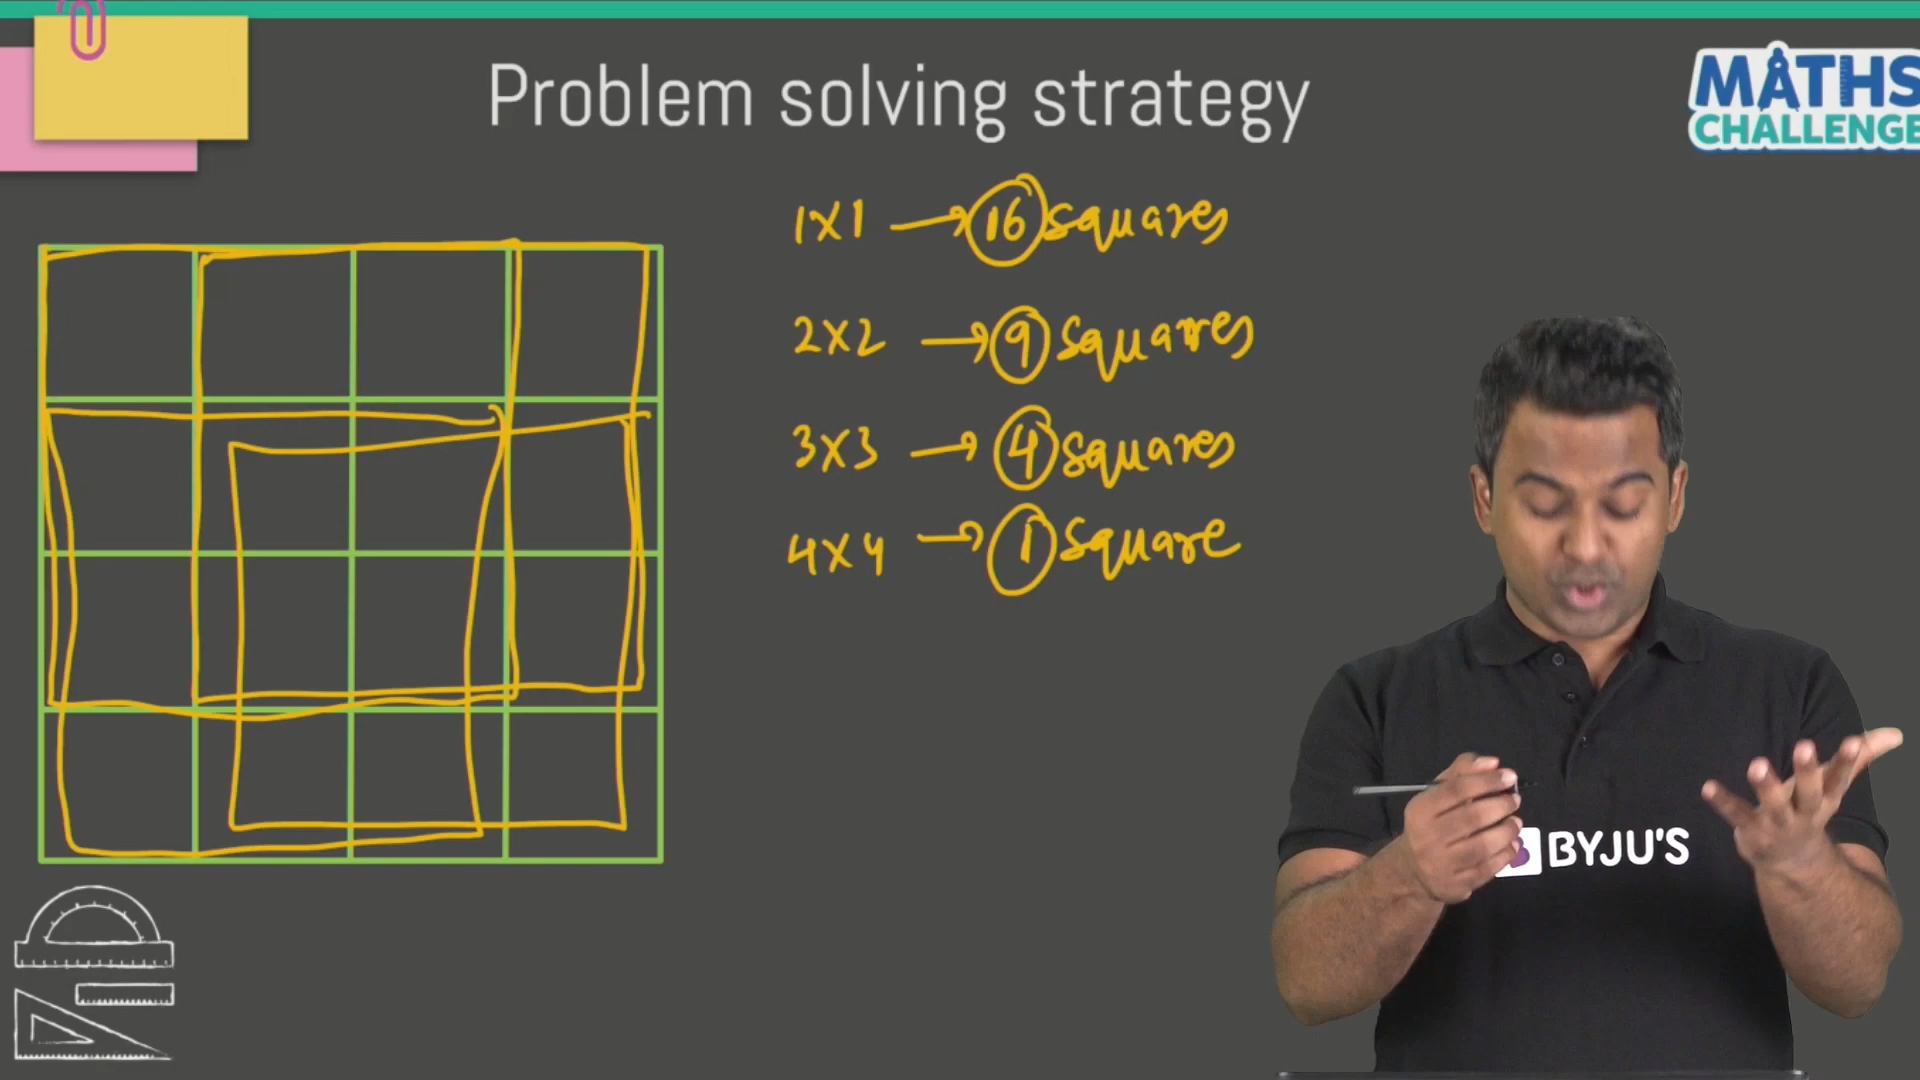 Problem solving strategy
MATHS
CHALLENGE
1x1 → 16 squares
2x2 → 9 squares
3x3 → 4 squares
4x4 → 1 square
BYJU'S